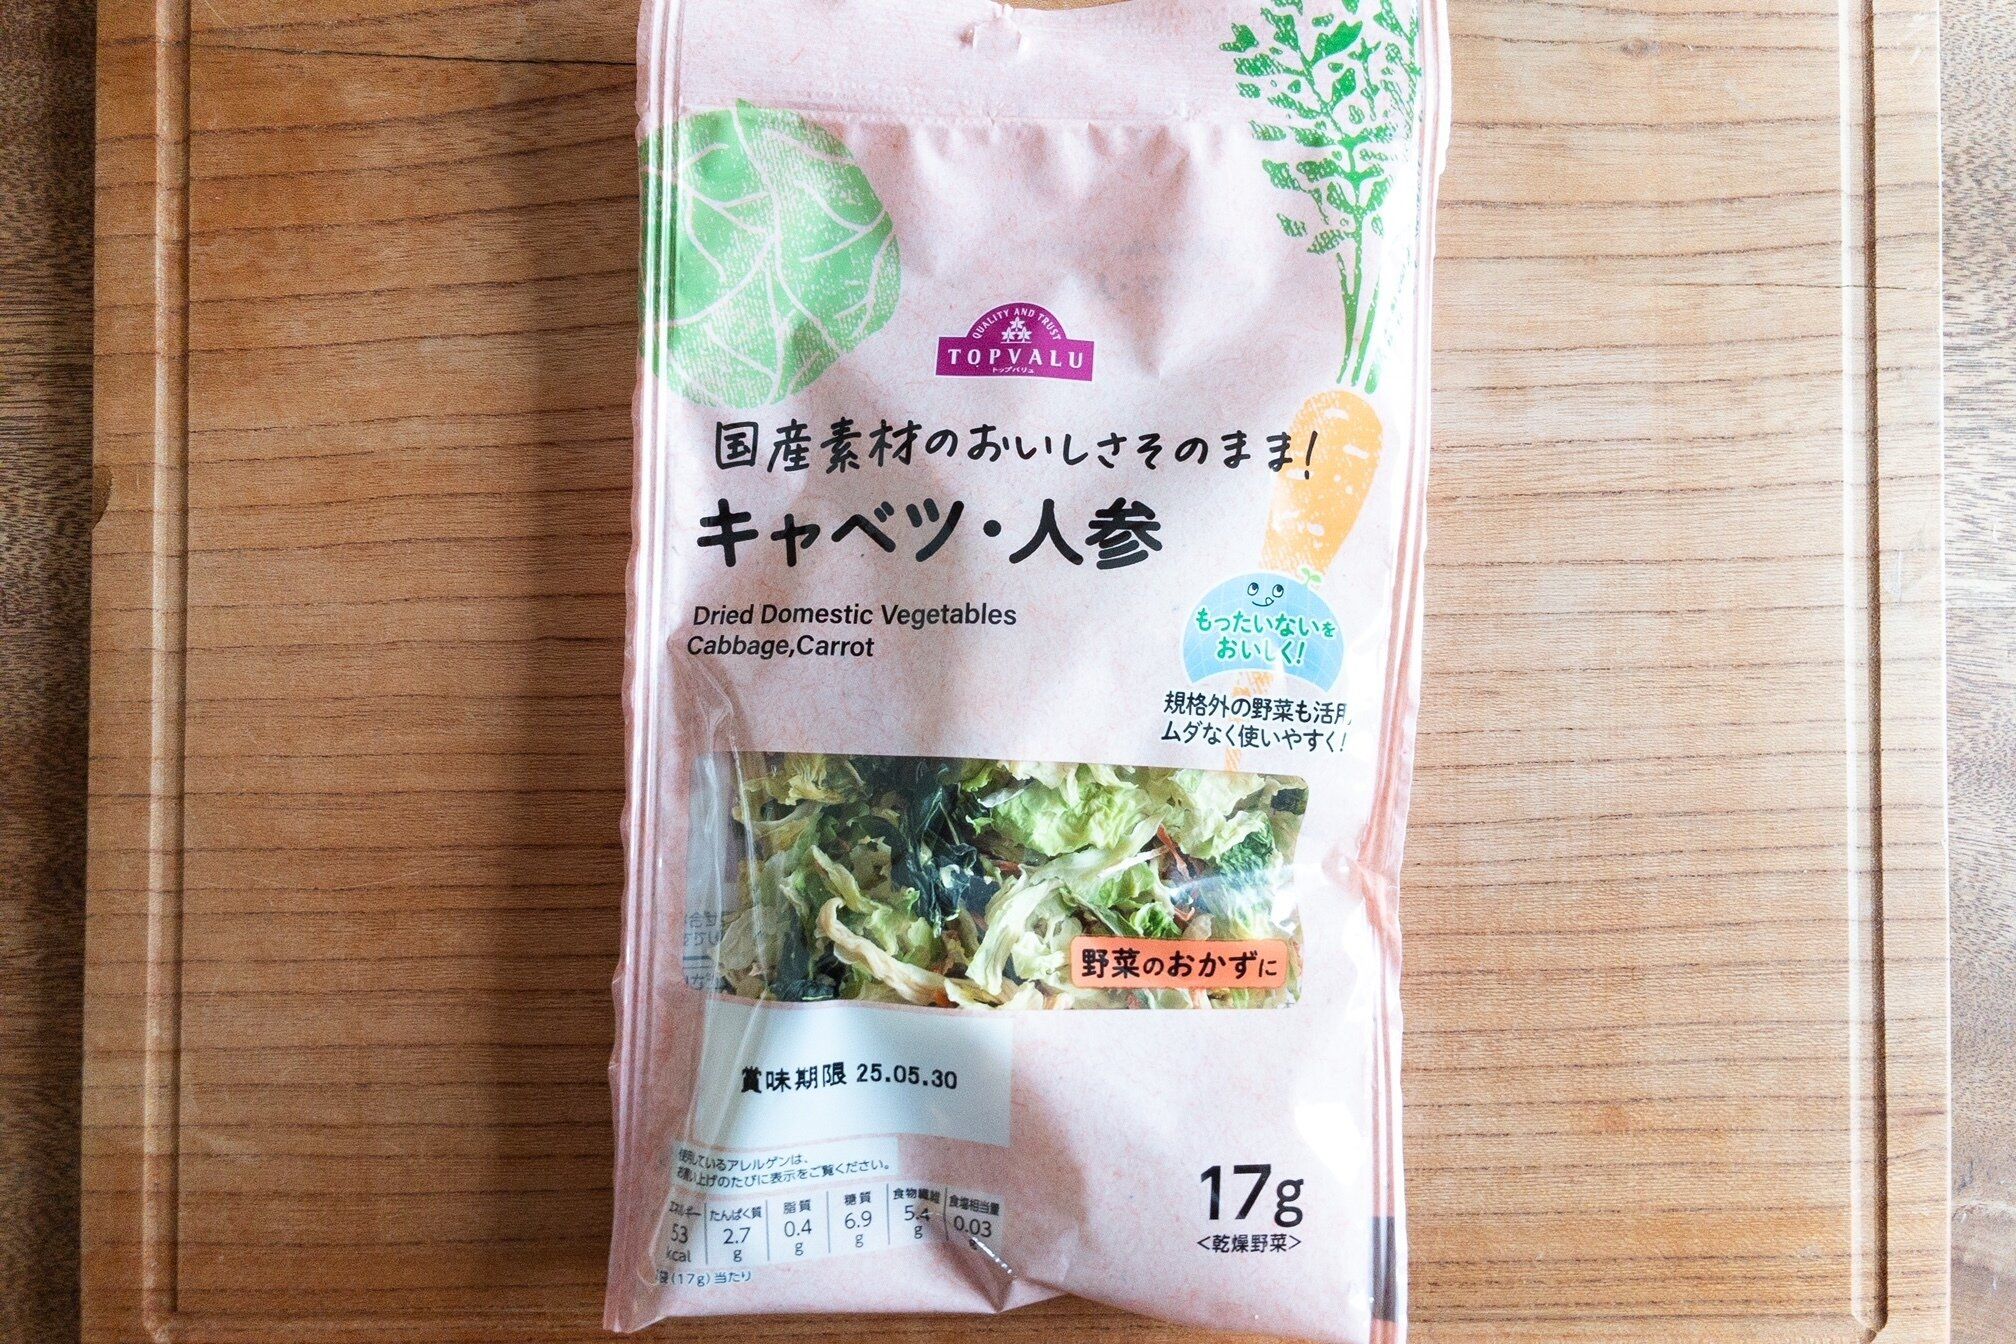 QUALITY AND TRUST
TOPVALU
トップバリュ
国産素材のおいしさそのまま!
キャベツ・人参
Dried Domestic Vegetables
Cabbage,Carrot
もったいないを
おいしく!
規格外の野菜も活用
ムダなく使いやすく!
野菜のおかずに
賞味期限 25.05.30
使用しているアレルゲンは、
お買い上げのたびに表示をご覧ください。
エネルギー たんぱく質 脂質 糖質 食物繊維 食塩相当量
53 2.7 0.4 6.9 5.4 0.03
kcal g g g g g
袋(17g)当たり
17g
<乾燥野菜>